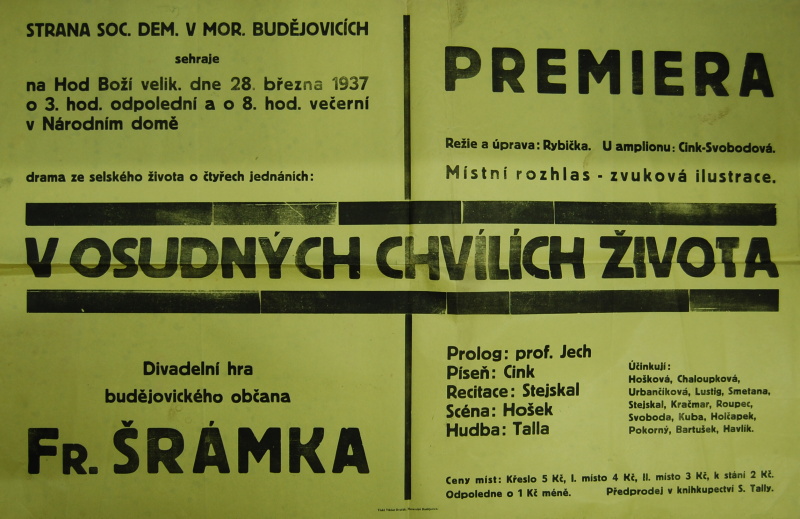 STRANA SOC. DEM. V MOR. BUDĚJOVICÍCH
sehraje
na Hod Boží velik. dne 28. března 1937
o 3. hod. odpolední a o 8. hod. večerní
v Národním domě
drama ze selského života o čtyřech jednáních:
PREMIERA
Režie a úprava: Rybička. U amplionu: Cink-Svobodová.
Místní rozhlas - zvuková ilustrace.
V OSUDNÝCH CHVÍLÍCH ŽIVOTA
Divadelní hra
budějovického občana
FR. ŠRÁMKA
Prolog: prof. Jech
Píseň: Cink
Recitace: Stejskal
Scéna: Hošek
Hudba: Talla
Účinkují:
Hošková, Chaloupková,
Urbančíková, Lustig, Smetana,
Stejskal, Kračmar, Roupec,
Svoboda, Kuba, Holčapek,
Pokorný, Bartušek, Havlík.
Ceny míst: Křeslo 5 Kč, I. místo 4 Kč, II. místo 3 Kč, k stání 2 Kč.
Odpoledne o 1 Kč méně. Předprodej v knihkupectví S. Tally.